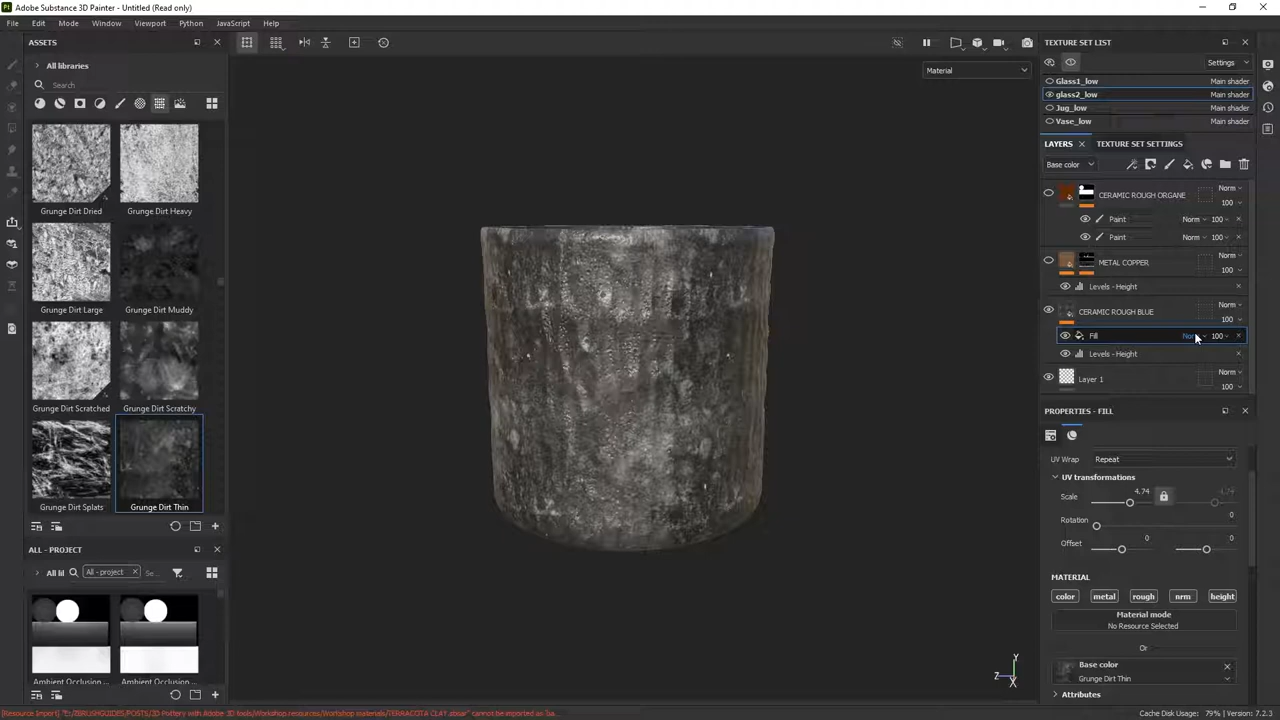 Adobe Substance 3D Painter - Untitled (Read only)
File Edit Mode Window Viewport Python JavaScript Help
ASSETS
All libraries
Search
Grunge Dirt Dried Grunge Dirt Heavy
Grunge Dirt Large Grunge Dirt Muddy
Grunge Dirt Scratched Grunge Dirt Scratchy
Grunge Dirt Splats Grunge Dirt Thin
ALL - PROJECT
All lil All - project Se...
Ambient Occlusion ... Ambient Occlusion ...
Material
Z Y X
TEXTURE SET LIST
Settings
Glass1_low Main shader
glass2_low Main shader
Jug_low Main shader
Vase_low Main shader
LAYERS TEXTURE SET SETTINGS
Base color
CERAMIC ROUGH ORGANE Norm 100
Paint Norm 100
Paint Norm 100
METAL COPPER Norm 100
Levels - Height
CERAMIC ROUGH BLUE Norm 100
Fill 100
Levels - Height
Layer 1 Norm 100
PROPERTIES - FILL
UV Wrap Repeat
UV transformations
Scale 4.74 4.74
Rotation 0
Offset 0 0
MATERIAL
color metal rough nrm height
Material mode
No Resource Selected
Or
Base color
Grunge Dirt Thin
Attributes
Cache Disk Usage: 79% | Version: 7.2.3